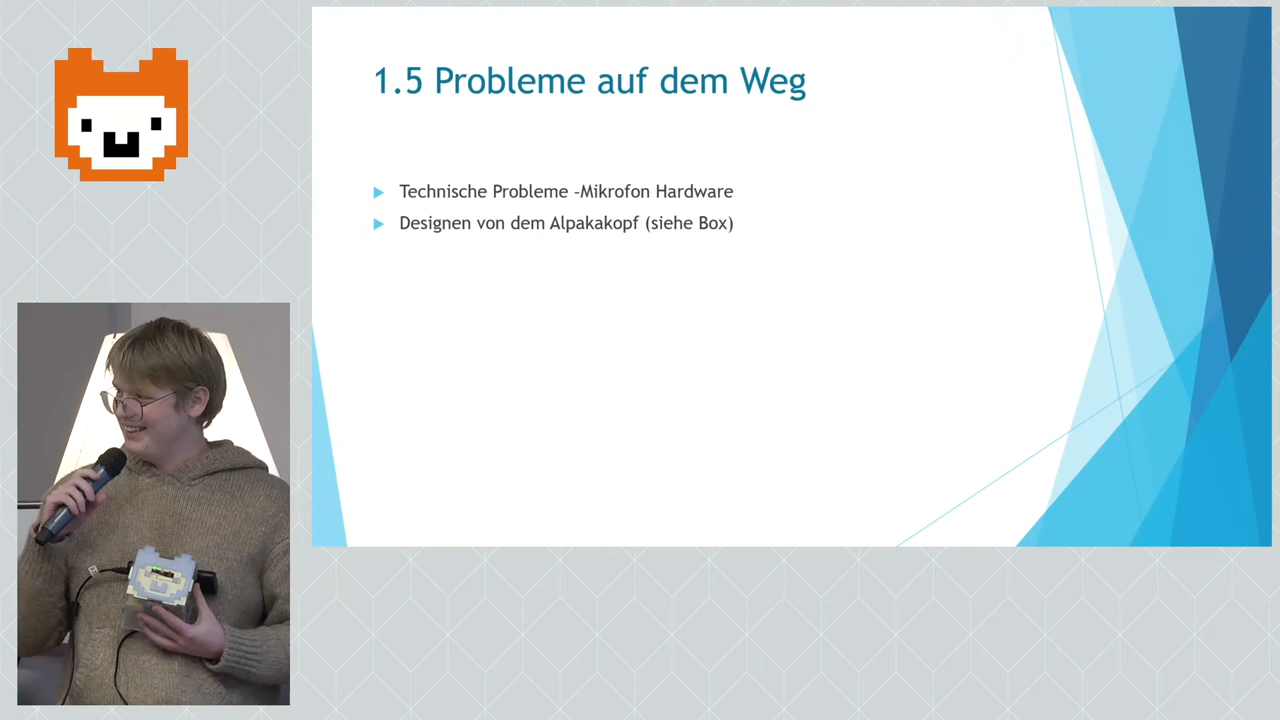 1.5 Probleme auf dem Weg
Technische Probleme -Mikrofon Hardware
Designen von dem Alpakakopf (siehe Box)